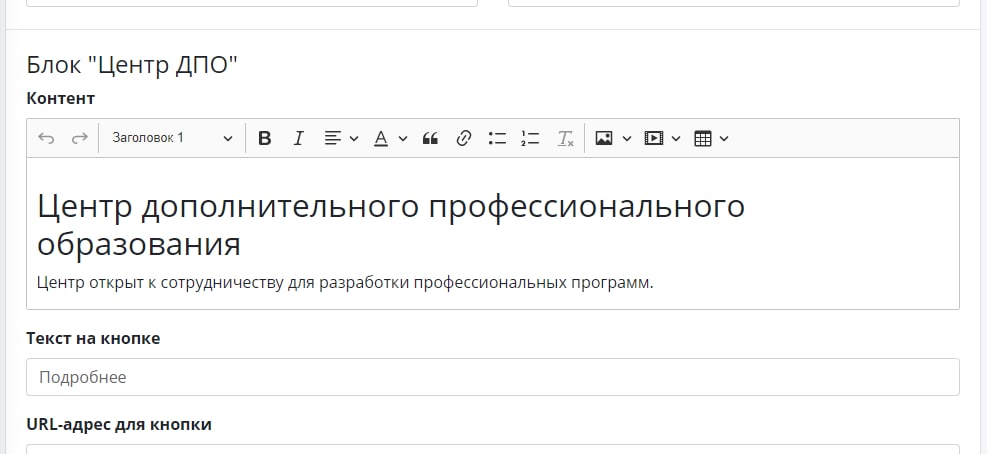 Блок "Центр ДПО"
Контент
Заголовок 1
Центр дополнительного профессионального
образования
Центр открыт к сотрудничеству для разработки профессиональных программ.
Текст на кнопке
Подробнее
URL-адрес для кнопки